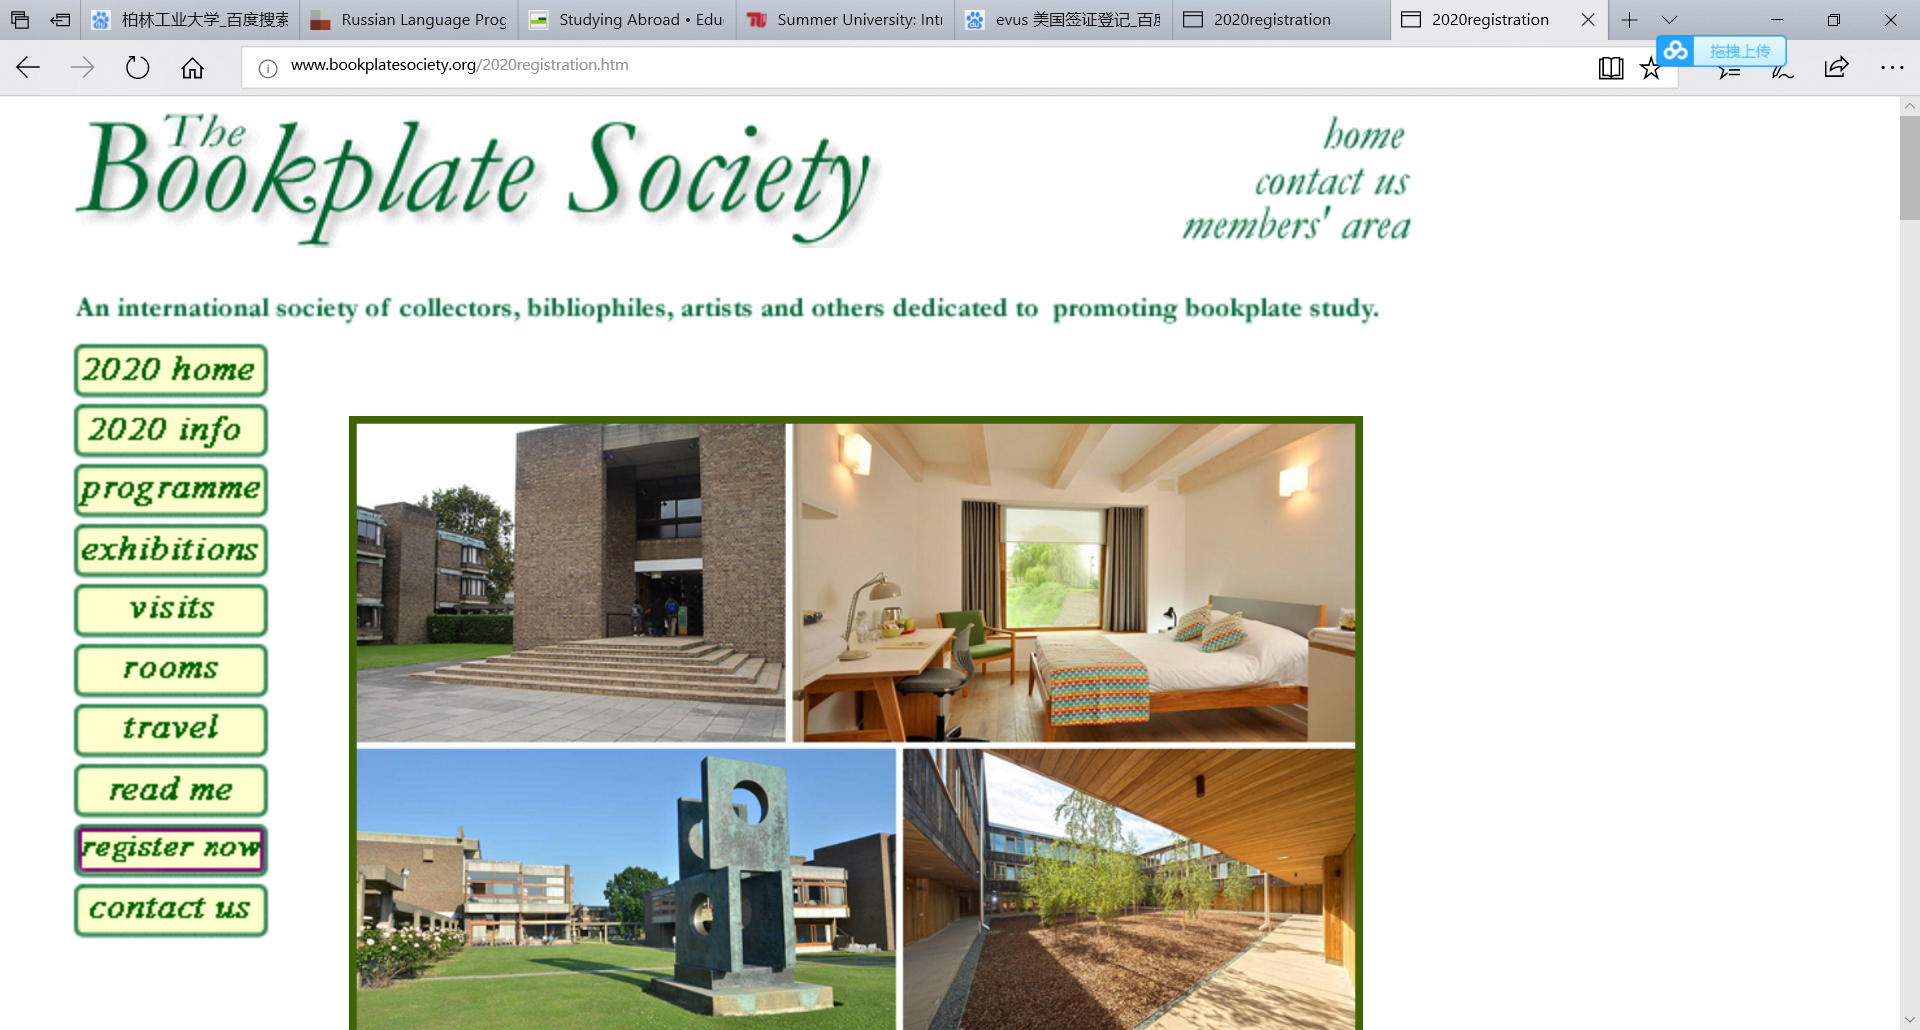 柏林工业大学_百度搜索
Russian Language Prog
Studying Abroad • Edu
Summer University: Int
evus 美国签证登记_百度
2020registration
2020registration
www.bookplatesociety.org/2020registration.htm
拖拽上传
The
Bookplate Society
home
contact us
members' area
An international society of collectors, bibliophiles, artists and others dedicated to promoting bookplate study.
2020 home
2020 info
programme
exhibitions
visits
rooms
travel
read me
register now
contact us